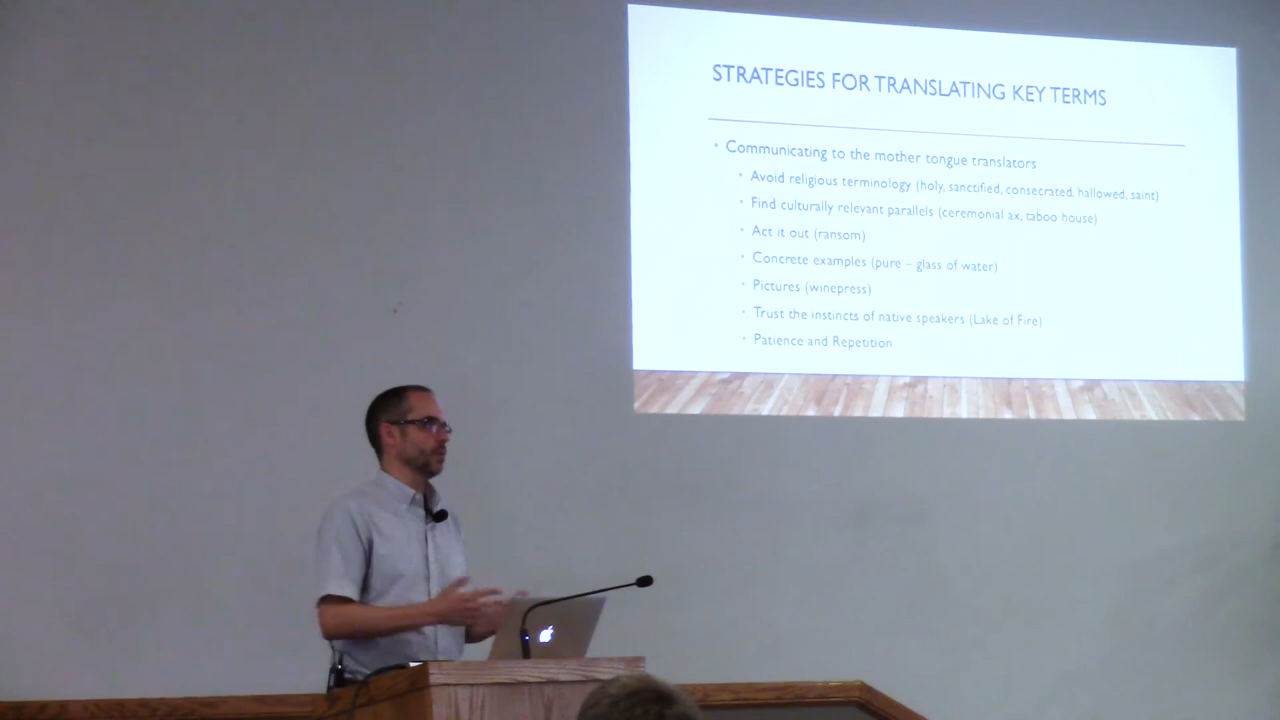 STRATEGIES FOR TRANSLATING KEY TERMS
• Communicating to the mother tongue translators
• Avoid religious terminology (holy, sanctified, consecrated, hallowed, saint)
• Find culturally relevant parallels (ceremonial ax, taboo house)
• Act it out (ransom)
• Concrete examples (pure – glass of water)
• Pictures (winepress)
• Trust the instincts of native speakers (Lake of Fire)
• Patience and Repetition